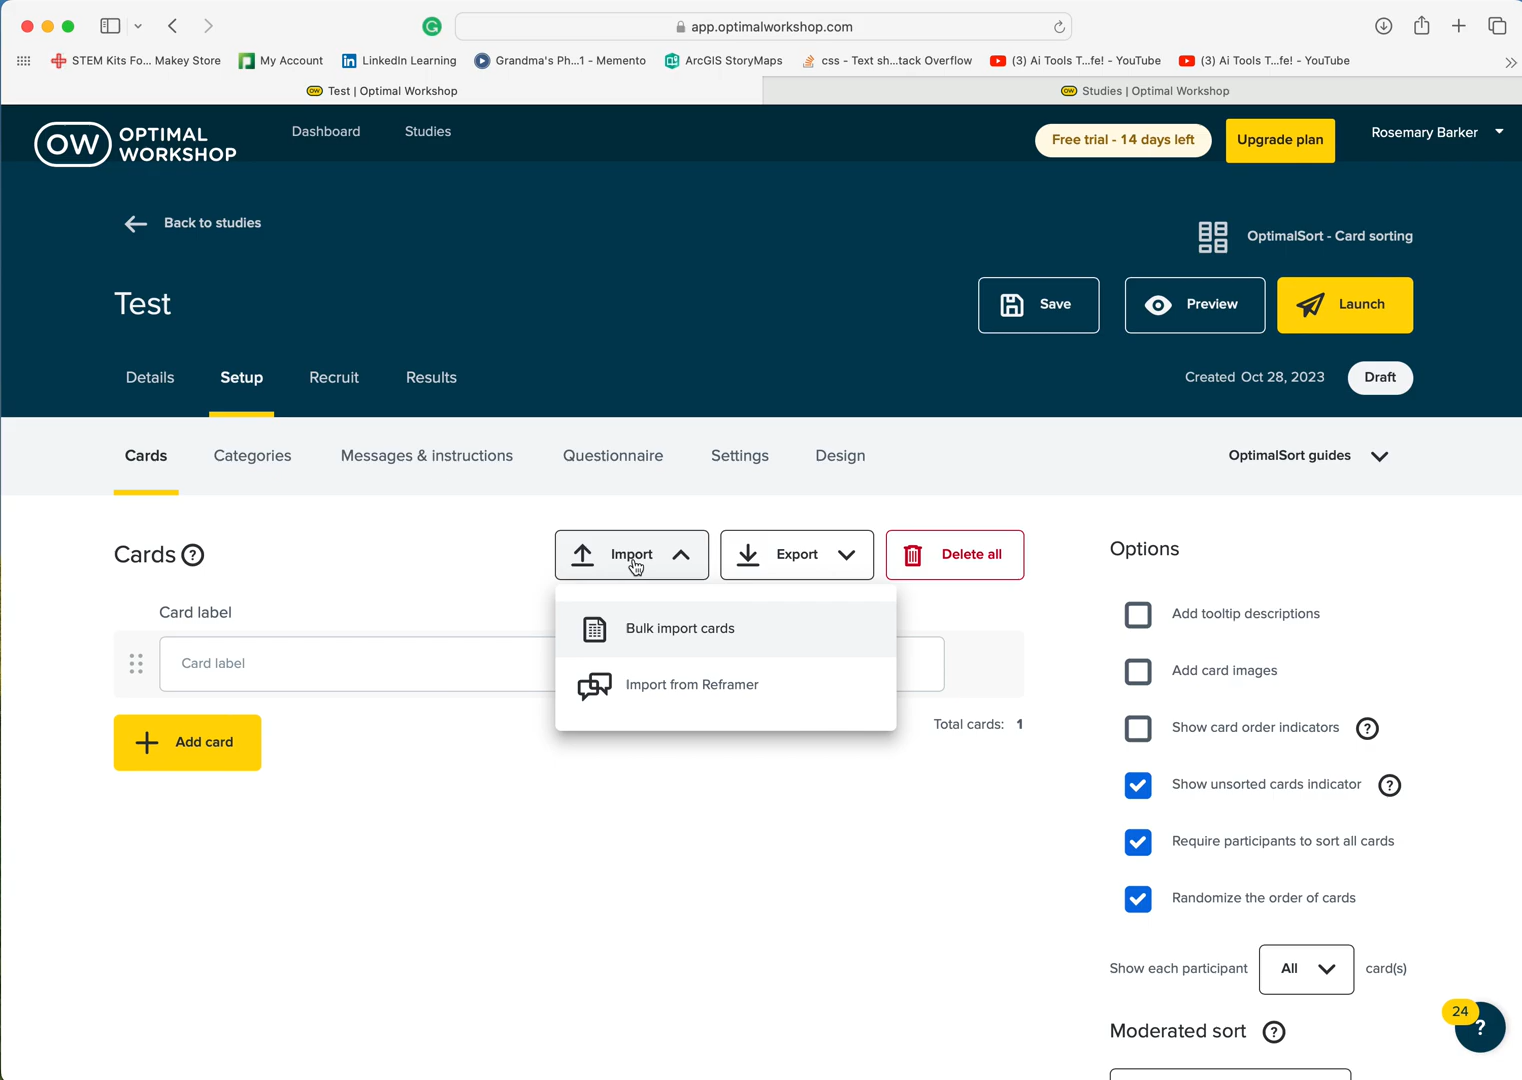 app.optimalworkshop.com
STEM Kits Fo... Makey Store
My Account
LinkedIn Learning
Grandma's Ph...1 - Memento
ArcGIS StoryMaps
css - Text sh...tack Overflow
(3) Ai Tools T...fe! - YouTube
(3) Ai Tools T...fe! - YouTube
OW Test | Optimal Workshop
OW Studies | Optimal Workshop
OW OPTIMAL WORKSHOP
Dashboard
Studies
Free trial - 14 days left
Upgrade plan
Rosemary Barker
Back to studies
OptimalSort - Card sorting
Test
Save
Preview
Launch
Details
Setup
Recruit
Results
Created Oct 28, 2023
Draft
Cards
Categories
Messages & instructions
Questionnaire
Settings
Design
OptimalSort guides
Cards ?
Import
Export
Delete all
Options
Card label
Card label
Bulk import cards
Import from Reframer
Add card
Total cards: 1
Add tooltip descriptions
Add card images
Show card order indicators ?
Show unsorted cards indicator ?
Require participants to sort all cards
Randomize the order of cards
Show each participant All card(s)
Moderated sort ?
24
?